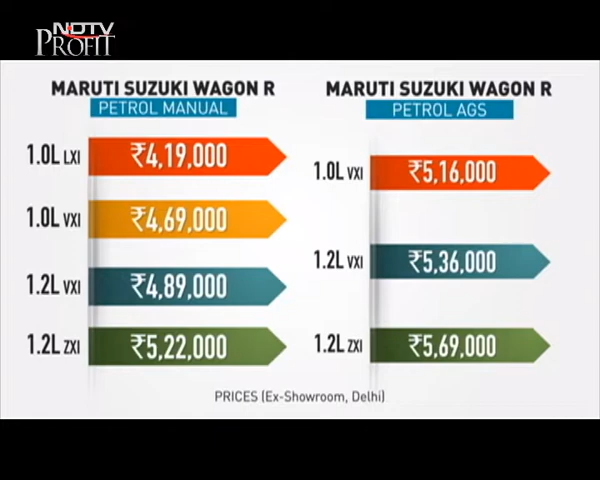 NDTV
PROFIT
MARUTI SUZUKI WAGON R
PETROL MANUAL
1.0L LXI ₹4,19,000
1.0L VXI ₹4,69,000
1.2L VXI ₹4,89,000
1.2L ZXI ₹5,22,000
MARUTI SUZUKI WAGON R
PETROL AGS
1.0L VXI ₹5,16,000
1.2L VXI ₹5,36,000
1.2L ZXI ₹5,69,000
PRICES (Ex-Showroom, Delhi)